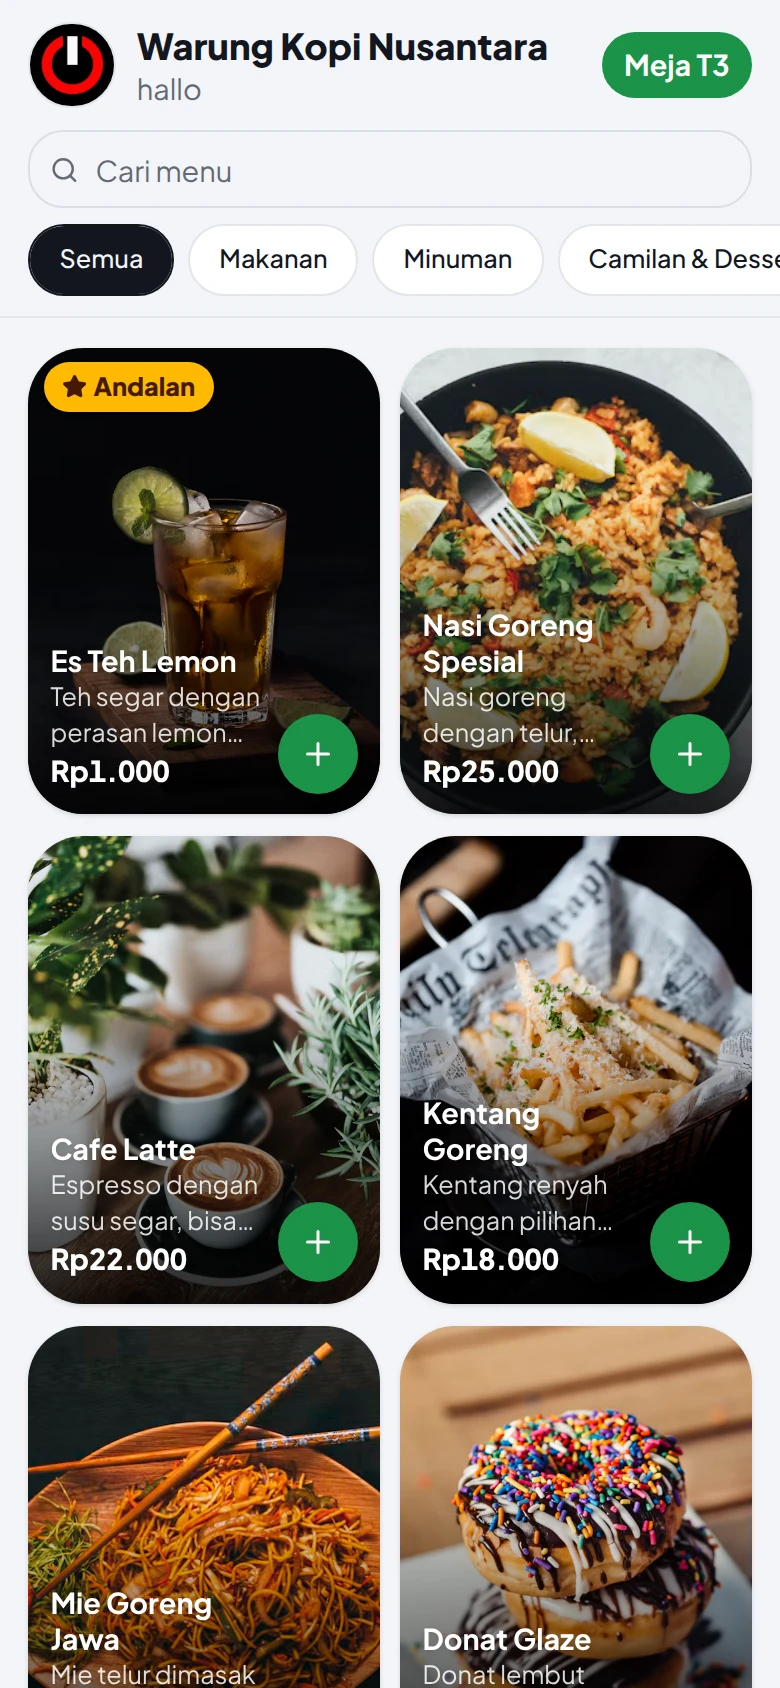 Warung Kopi Nusantara
hallo
Meja T3
Cari menu
Semua
Makanan
Minuman
Camilan & Desse
Andalan
Es Teh Lemon
Teh segar dengan
perasan lemon...
Rp1.000
Nasi Goreng
Spesial
Nasi goreng
dengan telur,...
Rp25.000
Cafe Latte
Espresso dengan
susu segar, bisa...
Rp22.000
Telegraph
Kentang
Goreng
Kentang renyah
dengan pilihan...
Rp18.000
Mie Goreng
Jawa
Mie telur dimasak
Donat Glaze
Donat lembut